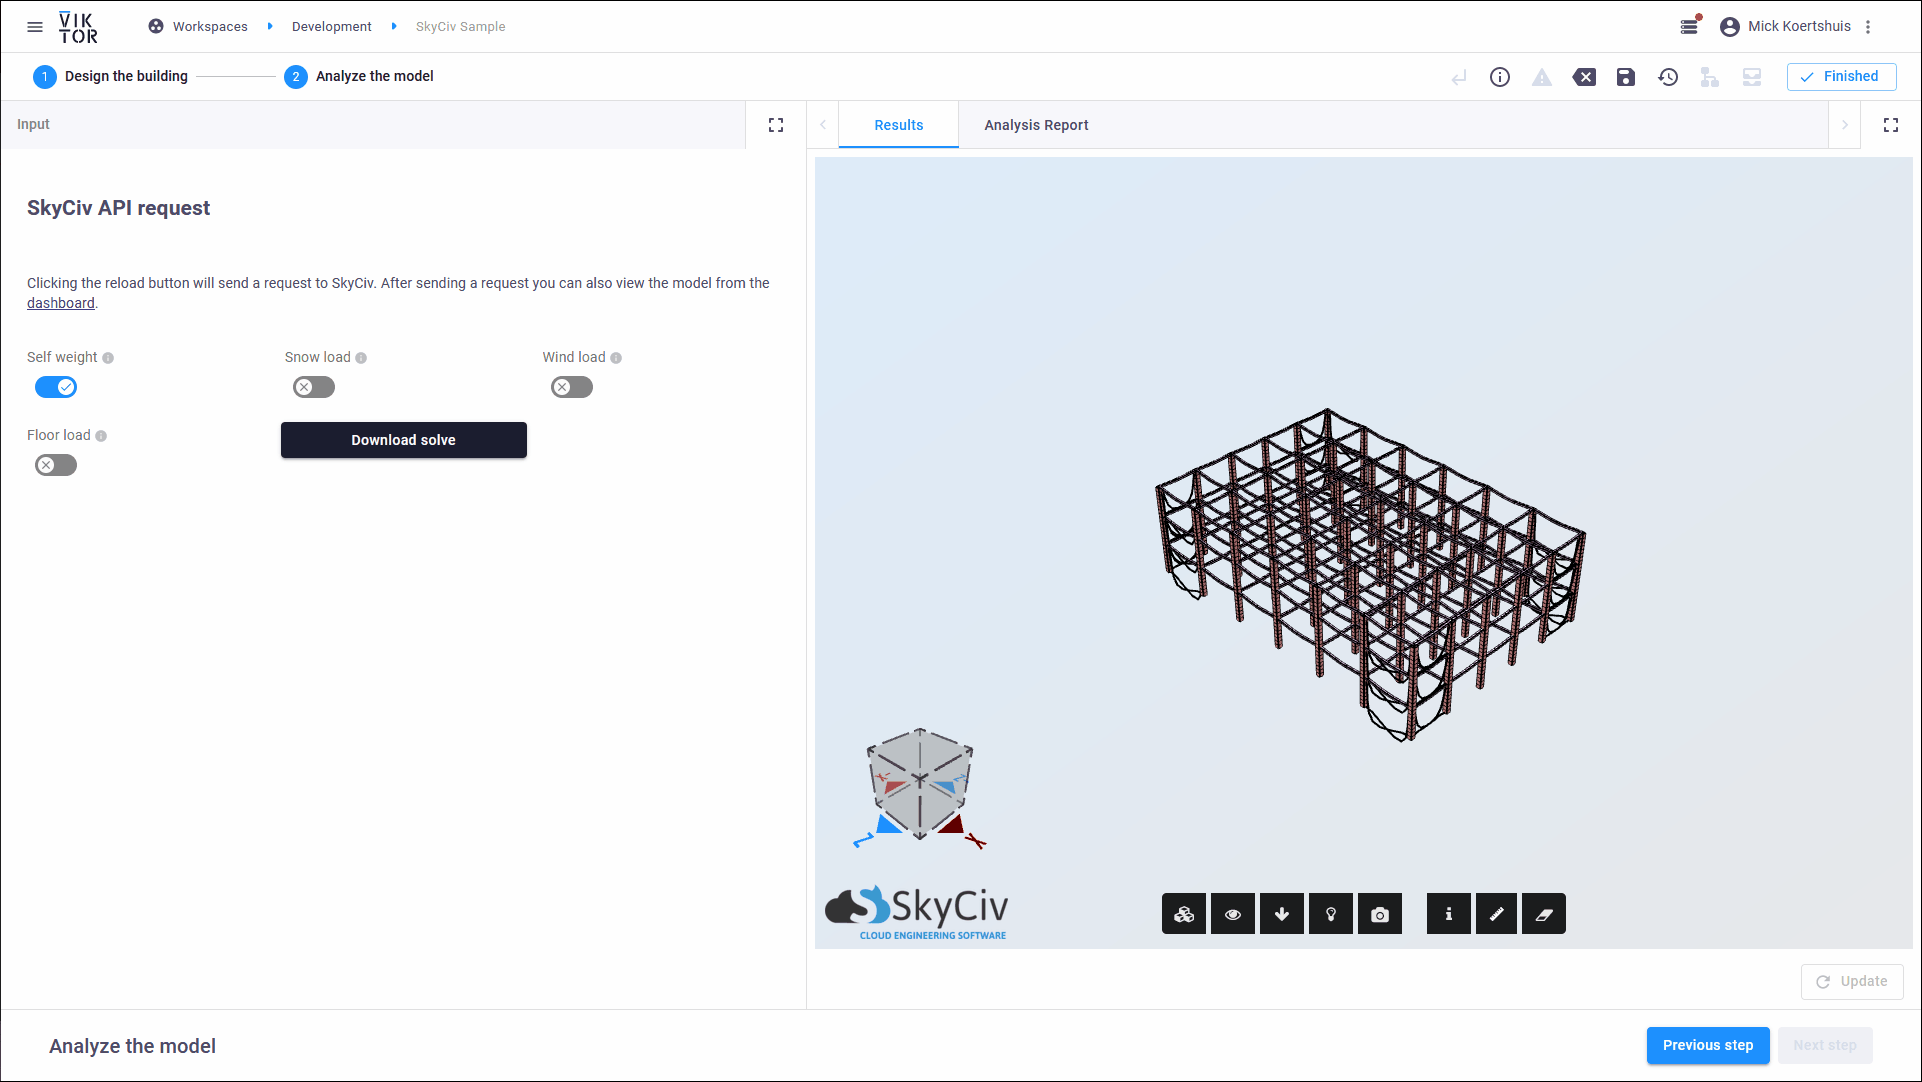 VIKTOR
Workspaces
Development
SkyCiv Sample
Mick Koertshuis
1
Design the building
2
Analyze the model
Finished
Input
Results
Analysis Report
SkyCiv API request
Clicking the reload button will send a request to SkyCiv. After sending a request you can also view the model from the
dashboard.
Self weight
Snow load
Wind load
Floor load
Download solve
SkyCiv
CLOUD ENGINEERING SOFTWARE
Update
Analyze the model
Previous step
Next step